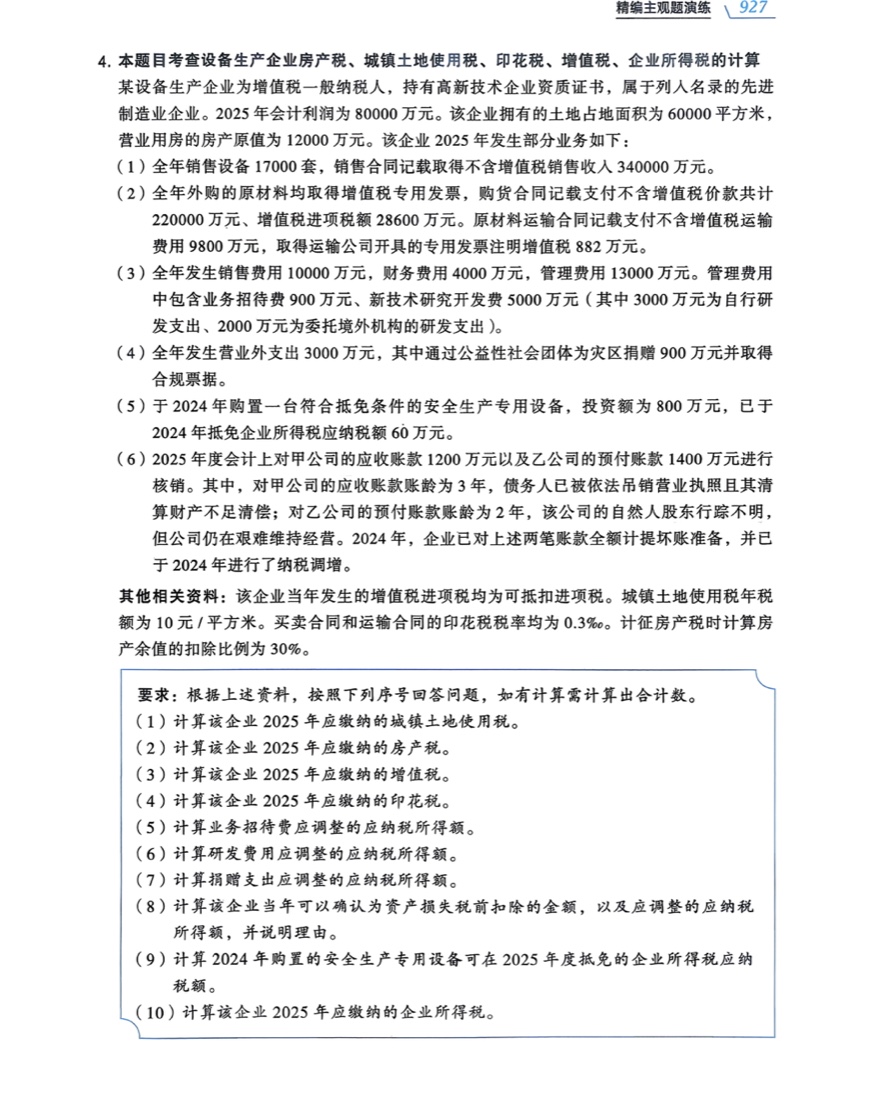 精编主观题演练 927
4. 本题目考查设备生产企业房产税、城镇土地使用税、印花税、增值税、企业所得税的计算
某设备生产企业为增值税一般纳税人，持有高新技术企业资质证书，属于列入名录的先进
制造业企业。2025 年会计利润为 80000 万元。该企业拥有的土地占地面积为 60000 平方米，
营业用房的房产原值为 12000 万元。该企业 2025 年发生部分业务如下：
（1）全年销售设备 17000 套，销售合同记载取得不含增值税销售收入 340000 万元。
（2）全年外购的原材料均取得增值税专用发票，购货合同记载支付不含增值税价款共计
220000 万元、增值税进项税额 28600 万元。原材料运输合同记载支付不含增值税运输
费用 9800 万元，取得运输公司开具的专用发票注明增值税 882 万元。
（3）全年发生销售费用 10000 万元，财务费用 4000 万元，管理费用 13000 万元。管理费用
中包含业务招待费 900 万元、新技术研究开发费 5000 万元（其中 3000 万元为自行研
发支出、2000 万元为委托境外机构的研发支出）。
（4）全年发生营业外支出 3000 万元，其中通过公益性社会团体为灾区捐赠 900 万元并取得
合规票据。
（5）于 2024 年购置一台符合抵免条件的安全生产专用设备，投资额为 800 万元，已于
2024 年抵免企业所得税应纳税额 60 万元。
（6）2025 年度会计上对甲公司的应收账款 1200 万元以及乙公司的预付账款 1400 万元进行
核销。其中，对甲公司的应收账款账龄为 3 年，债务人已被依法吊销营业执照且其清
算财产不足清偿；对乙公司的预付账款账龄为 2 年，该公司的自然人股东行踪不明，
但公司仍在艰难维持经营。2024 年，企业已对上述两笔账款全额计提坏账准备，并已
于 2024 年进行了纳税调增。
其他相关资料：该企业当年发生的增值税进项税均为可抵扣进项税。城镇土地使用税年税
额为 10 元 / 平方米。买卖合同和运输合同的印花税税率均为 0.3‰。计征房产税时计算房
产余值的扣除比例为 30%。
要求：根据上述资料，按照下列序号回答问题，如有计算需计算出合计数。
（1）计算该企业 2025 年应缴纳的城镇土地使用税。
（2）计算该企业 2025 年应缴纳的房产税。
（3）计算该企业 2025 年应缴纳的增值税。
（4）计算该企业 2025 年应缴纳的印花税。
（5）计算业务招待费应调整的应纳税所得额。
（6）计算研发费用应调整的应纳税所得额。
（7）计算捐赠支出应调整的应纳税所得额。
（8）计算该企业当年可以确认为资产损失税前扣除的金额，以及应调整的应纳税
所得额，并说明理由。
（9）计算 2024 年购置的安全生产专用设备可在 2025 年度抵免的企业所得税应纳
税额。
（10）计算该企业 2025 年应缴纳的企业所得税。